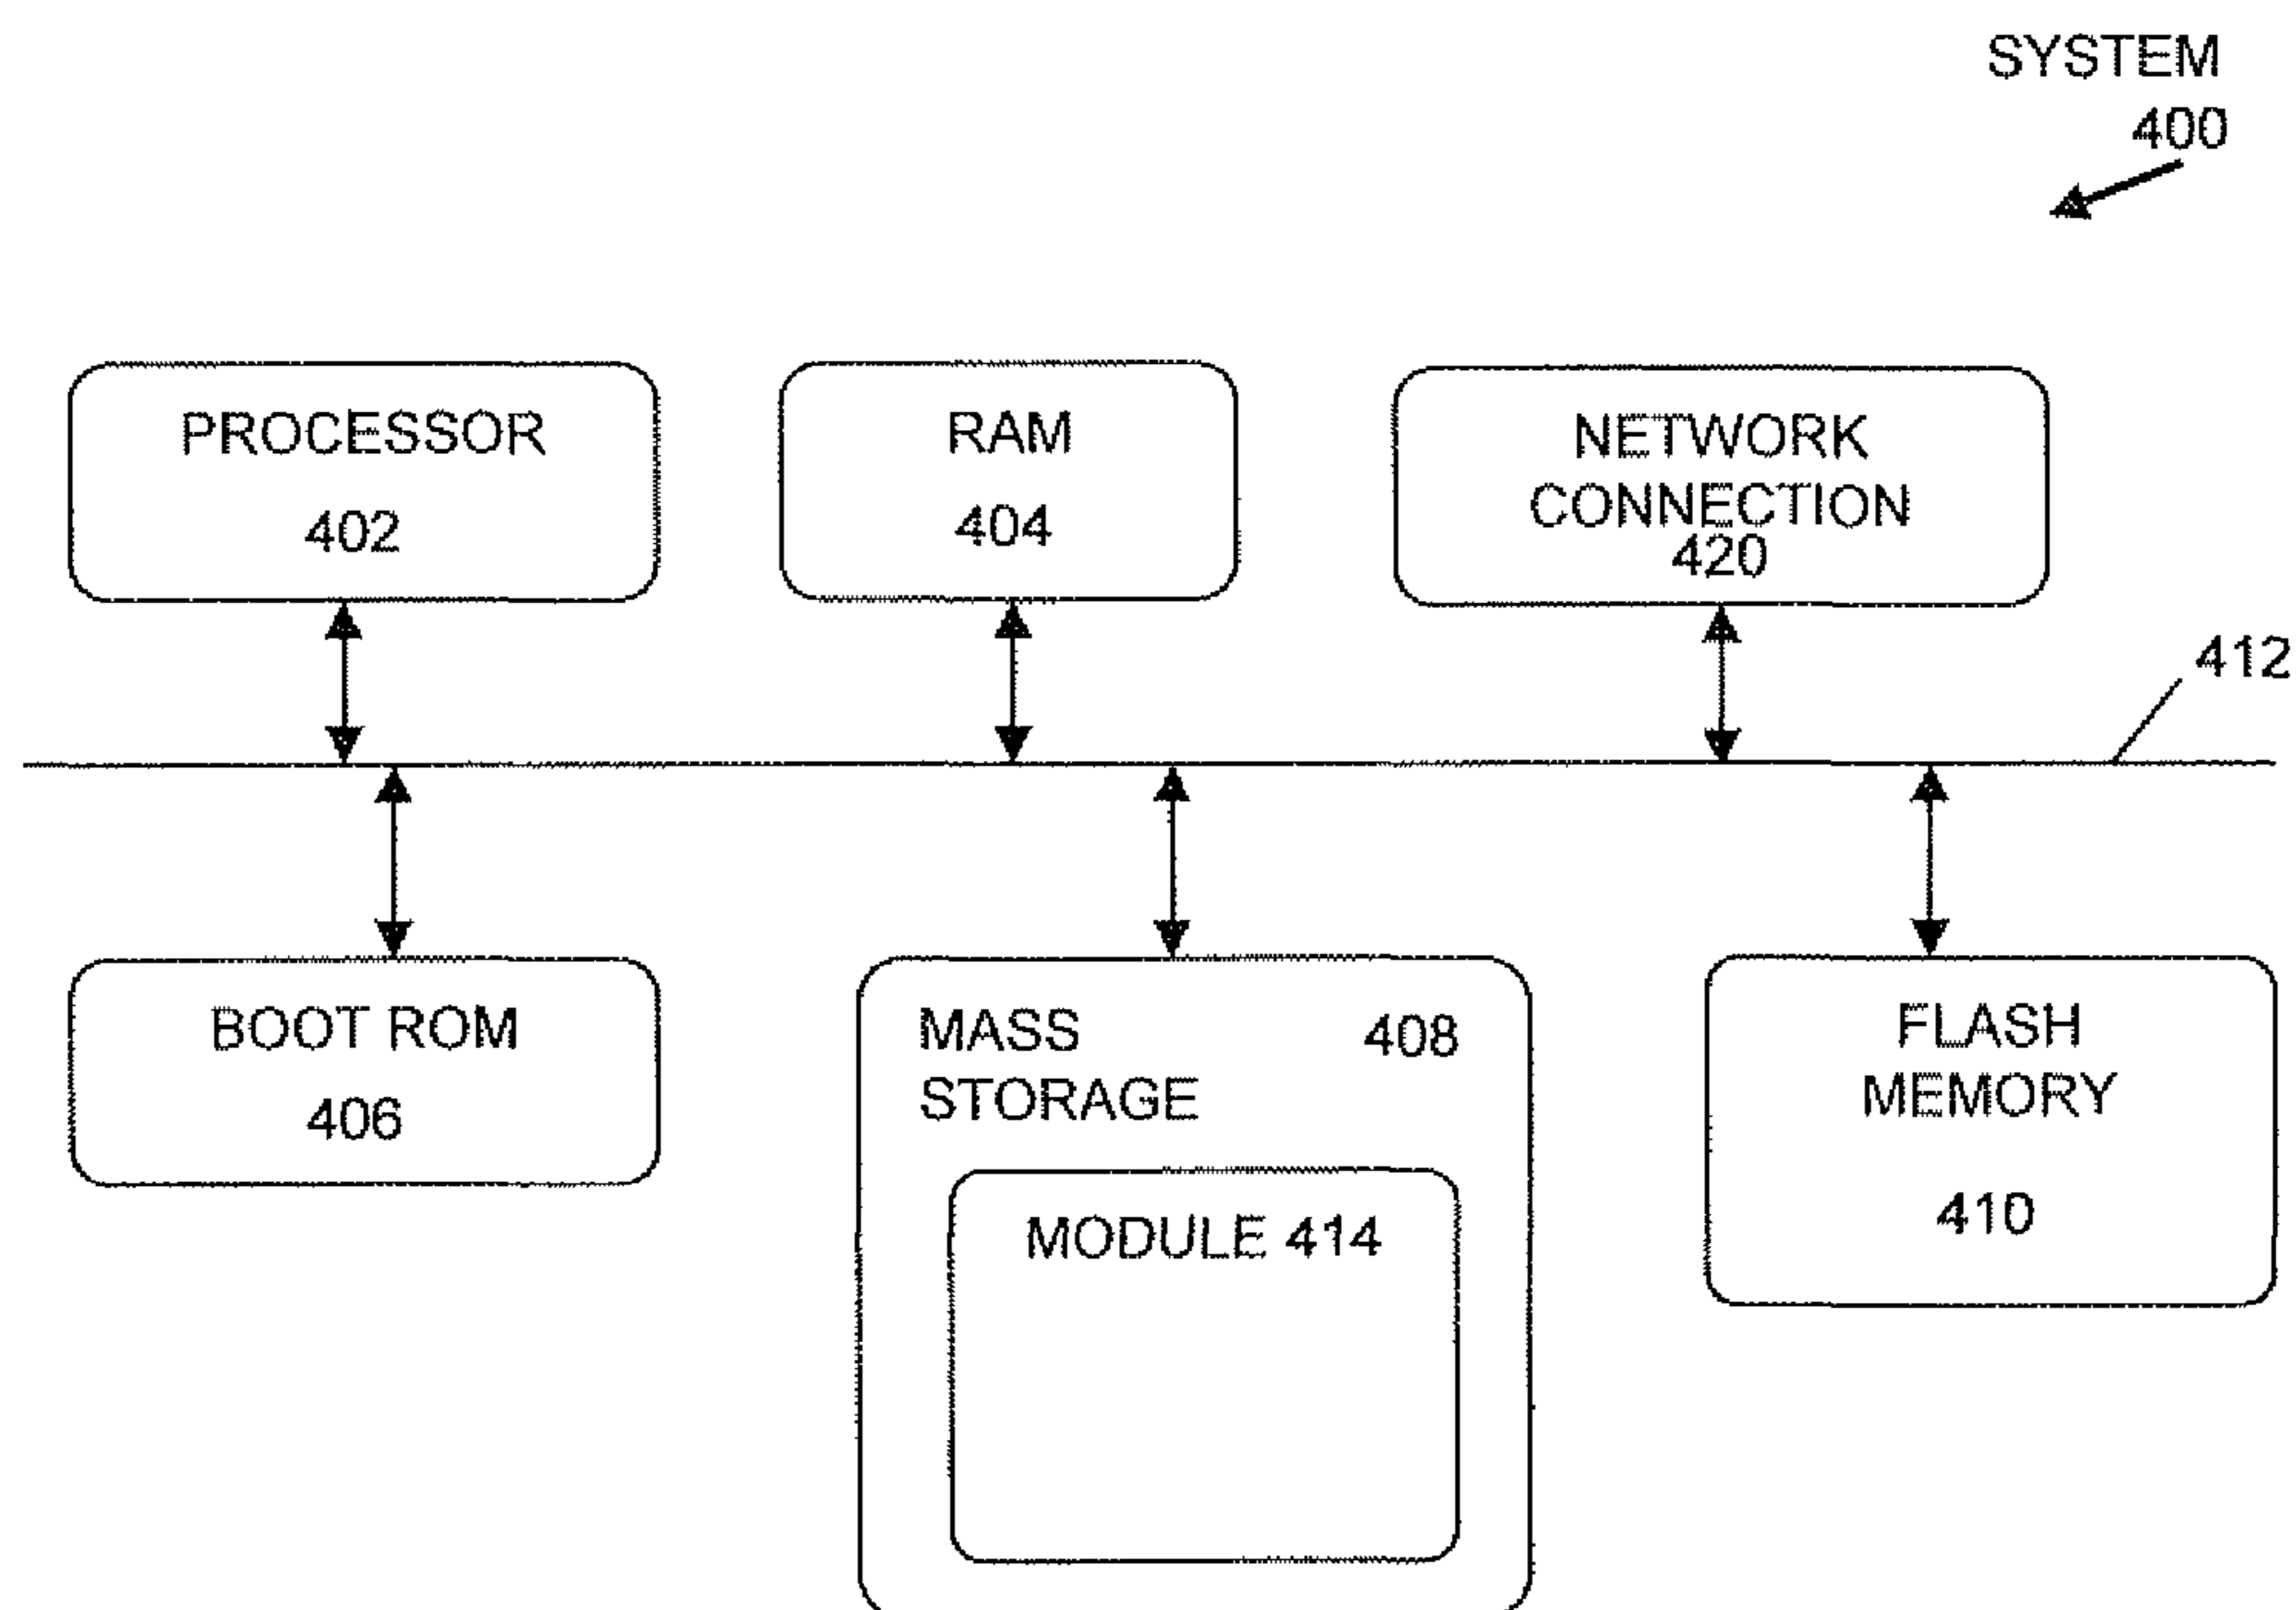 SYSTEM
400
PROCESSOR
402
RAM
404
NETWORK
CONNECTION
420
412
BOOT ROM
406
MASS
STORAGE
408
MODULE 414
FLASH
MEMORY
410